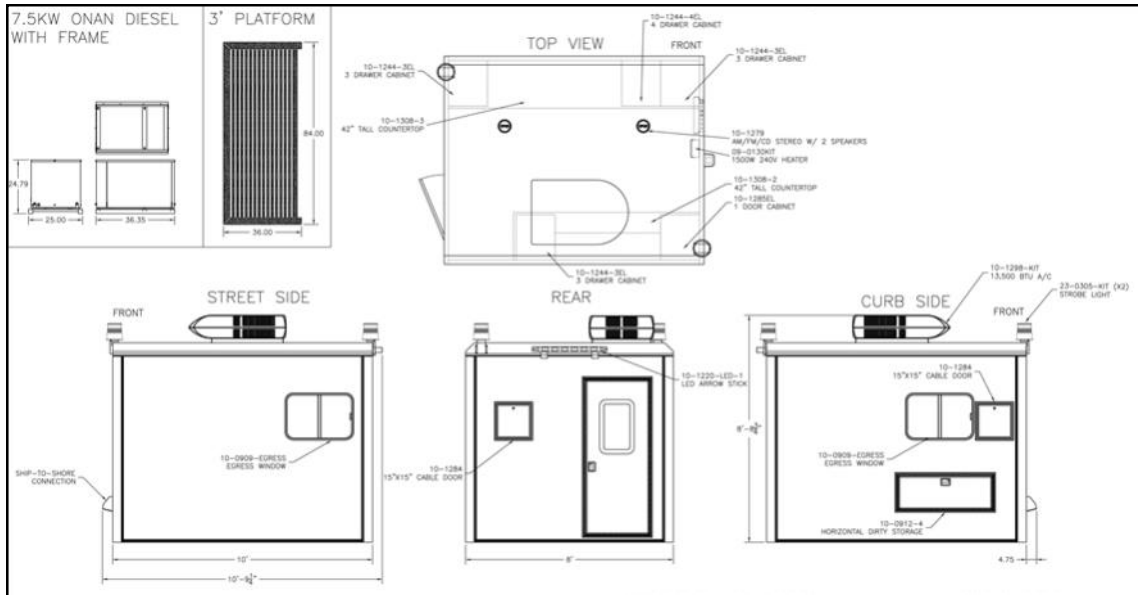 7.5KW ONAN DIESEL
WITH FRAME
24.79
25.00
36.35
3' PLATFORM
84.00
36.00
TOP VIEW
FRONT
10-1244-4EL
4 DRAWER CABINET
10-1244-3EL
3 DRAWER CABINET
10-1244-3EL
3 DRAWER CABINET
10-1308-3
42" TALL COUNTERTOP
10-1279
AM/FM/CD STEREO W/ 2 SPEAKERS
09-0130KIT
1500W 240V HEATER
10-1308-2
42" TALL COUNTERTOP
10-1285EL
1 DOOR CABINET
10-1244-3EL
3 DRAWER CABINET
STREET SIDE
FRONT
10-0909-EGRESS
EGRESS WINDOW
SHIP-TO-SHORE
CONNECTION
10'
REAR
10-1220-LED-1
LED ARROW STICK
10-1284
15"X15" CABLE DOOR
8'
CURB SIDE
FRONT
10-1298-KIT
13,500 BTU A/C
23-0305-KIT (X2)
STROBE LIGHT
10-1284
15"X15" CABLE DOOR
10-0909-EGRESS
EGRESS WINDOW
10-0912-4
HORIZONTAL DIRTY STORAGE
4.75